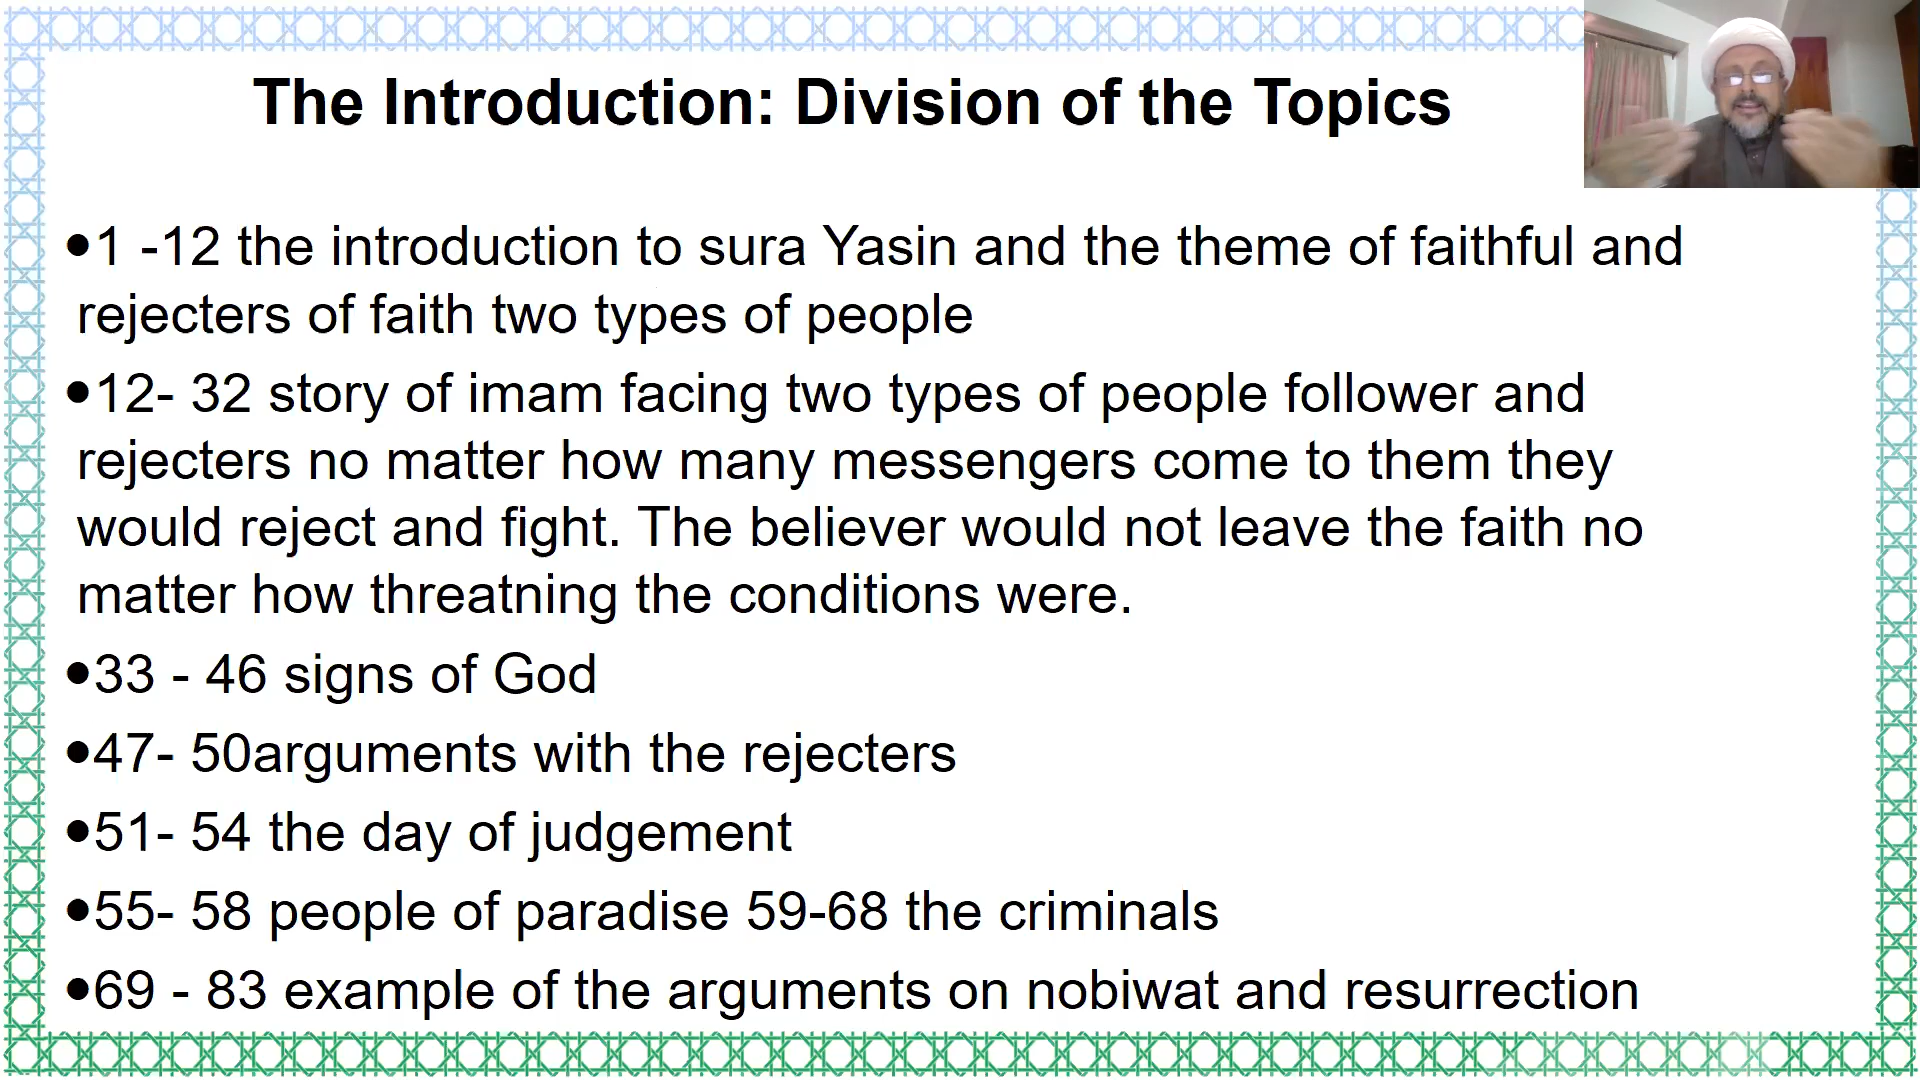 The Introduction: Division of the Topics
●1 -12 the introduction to sura Yasin and the theme of faithful and
rejecters of faith two types of people
●12- 32 story of imam facing two types of people follower and
rejecters no matter how many messengers come to them they
would reject and fight. The believer would not leave the faith no
matter how threatning the conditions were.
●33 - 46 signs of God
●47- 50arguments with the rejecters
●51- 54 the day of judgement
●55- 58 people of paradise 59-68 the criminals
●69 - 83 example of the arguments on nobiwat and resurrection